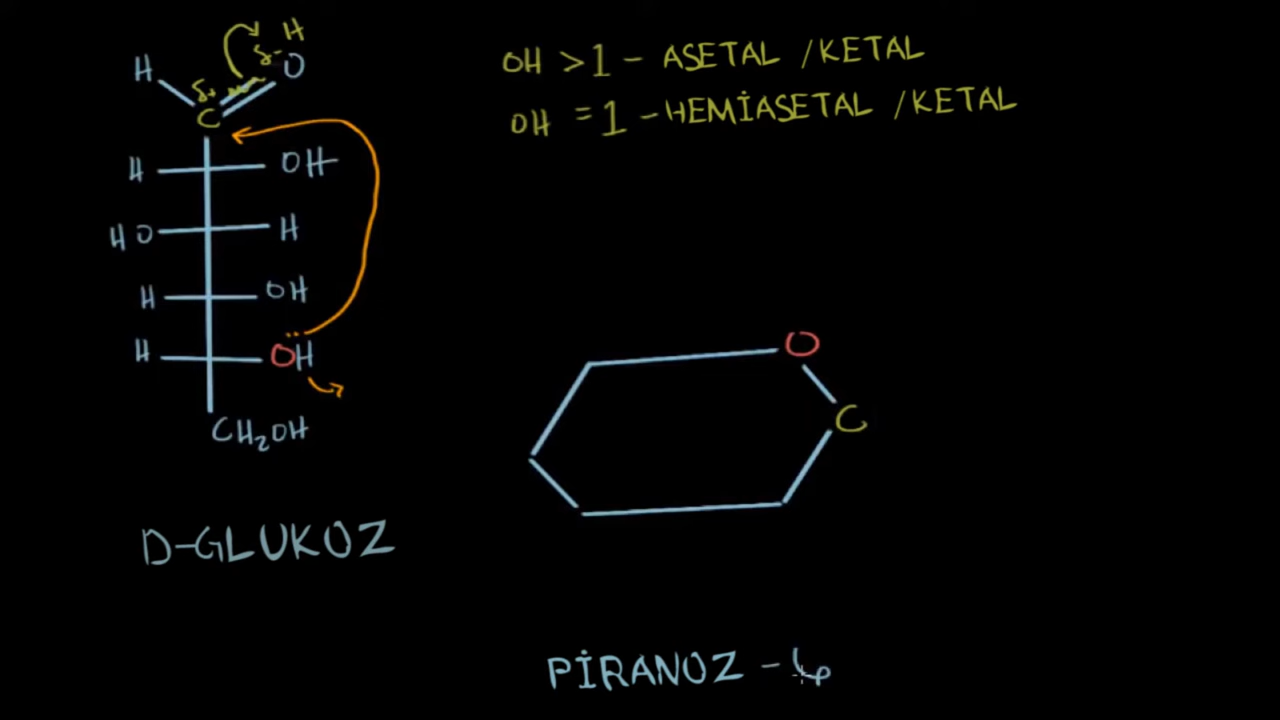 H
δ-
H
O
δ+
C
H OH
HO H
H OH
H OH
CH₂OH
D-GLUKOZ
OH > 1 - ASETAL /KETAL
OH = 1 - HEMİASETAL /KETAL
O
C
PİRANOZ -